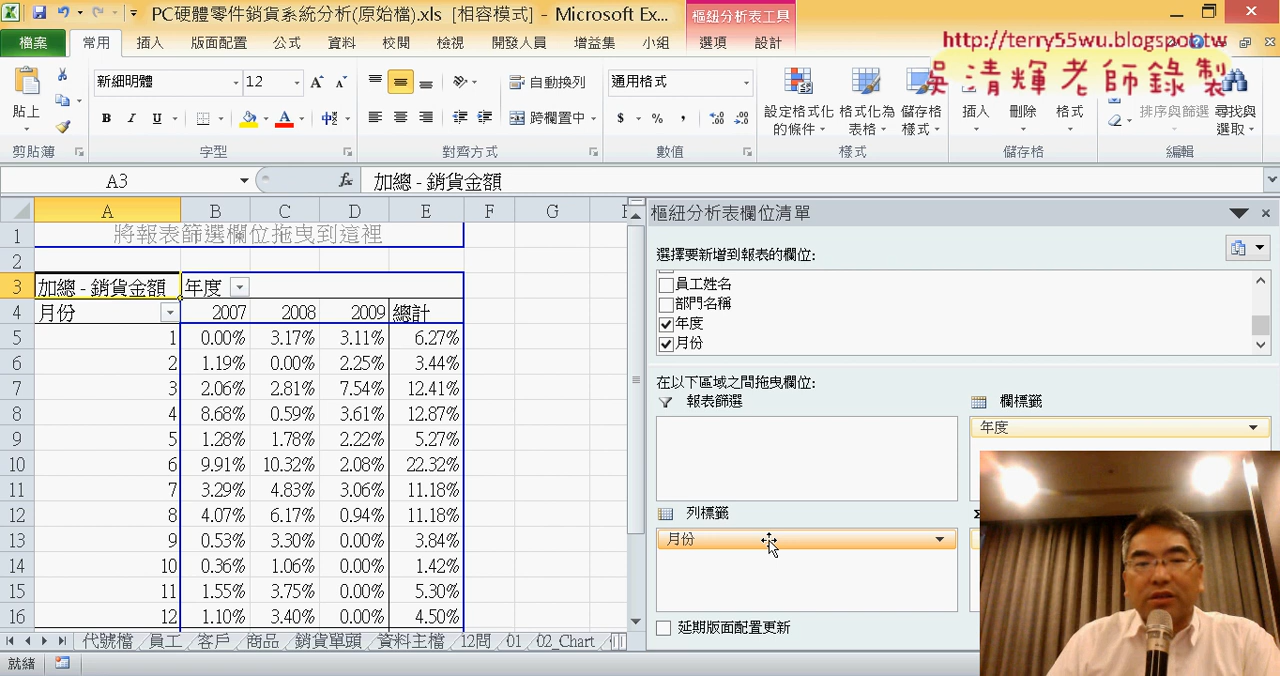 PC硬體零件銷貨系統分析(原始檔).xls [相容模式] - Microsoft Ex...
樞紐分析表工具
檔案 常用 插入 版面配置 公式 資料 校閱 檢視 開發人員 增益集 小組 選項 設計
http://terry55wu.blogspot.tw
吳清輝老師錄製
新細明體 12 自動換列 通用格式
貼上 B I U 跨欄置中 $ % ,
設定格式化的條件 格式化為表格 儲存格樣式 插入 刪除 格式 排序與篩選 尋找與選取
剪貼簿 字型 對齊方式 數值 樣式 儲存格 編輯
A3 fx 加總 - 銷貨金額
A B C D E F G
1 將報表篩選欄位拖曳到這裡
2
3 加總 - 銷貨金額 年度
4 月份 2007 2008 2009 總計
5 1 0.00% 3.17% 3.11% 6.27%
6 2 1.19% 0.00% 2.25% 3.44%
7 3 2.06% 2.81% 7.54% 12.41%
8 4 8.68% 0.59% 3.61% 12.87%
9 5 1.28% 1.78% 2.22% 5.27%
10 6 9.91% 10.32% 2.08% 22.32%
11 7 3.29% 4.83% 3.06% 11.18%
12 8 4.07% 6.17% 0.94% 11.18%
13 9 0.53% 3.30% 0.00% 3.84%
14 10 0.36% 1.06% 0.00% 1.42%
15 11 1.55% 3.75% 0.00% 5.30%
16 12 1.10% 3.40% 0.00% 4.50%
代號檔 員工 客戶 商品 銷貨單頭 資料主檔 12問 01 02_Chart
就緒
樞紐分析表欄位清單
選擇要新增到報表的欄位:
員工姓名
部門名稱
年度
月份
在以下區域之間拖曳欄位:
報表篩選 欄標籤
年度
列標籤
月份
延期版面配置更新